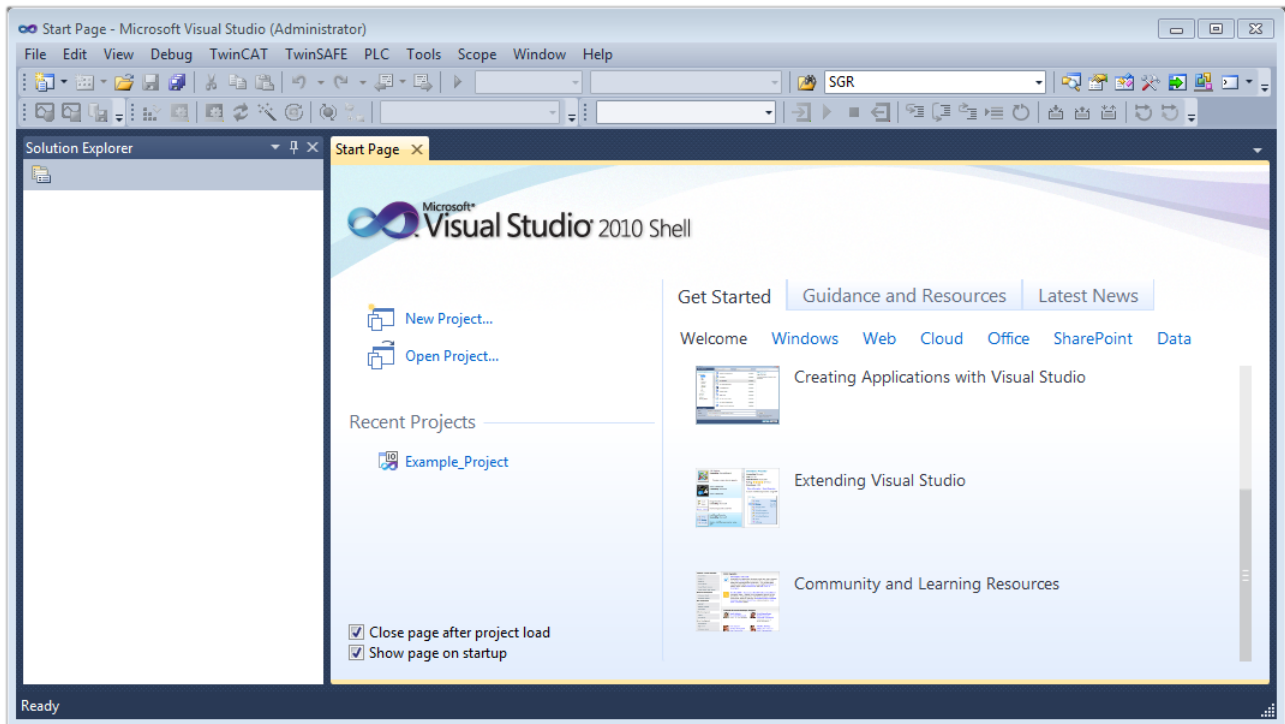 Start Page - Microsoft Visual Studio (Administrator)
File Edit View Debug TwinCAT TwinSAFE PLC Tools Scope Window Help
SGR
Solution Explorer
Start Page
Microsoft®
Visual Studio® 2010 Shell
New Project...
Open Project...
Recent Projects
Example_Project
Close page after project load
Show page on startup
Get Started Guidance and Resources Latest News
Welcome Windows Web Cloud Office SharePoint Data
Creating Applications with Visual Studio
Extending Visual Studio
Community and Learning Resources
Ready